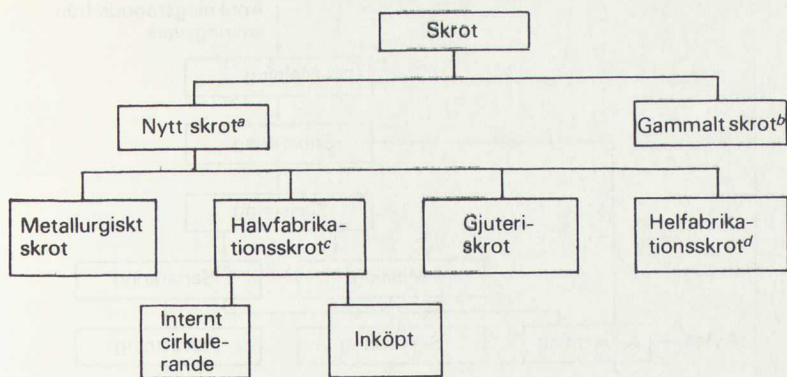 Skrot
Nytt skrotᵃ
Gammalt skrotᵇ
Metallurgiskt
skrot
Halvfabrika-
tionsskrotᶜ
Gjuteri-
skrot
Helfabrika-
tionsskrotᵈ
Internt
cirkule-
rande
Inköpt